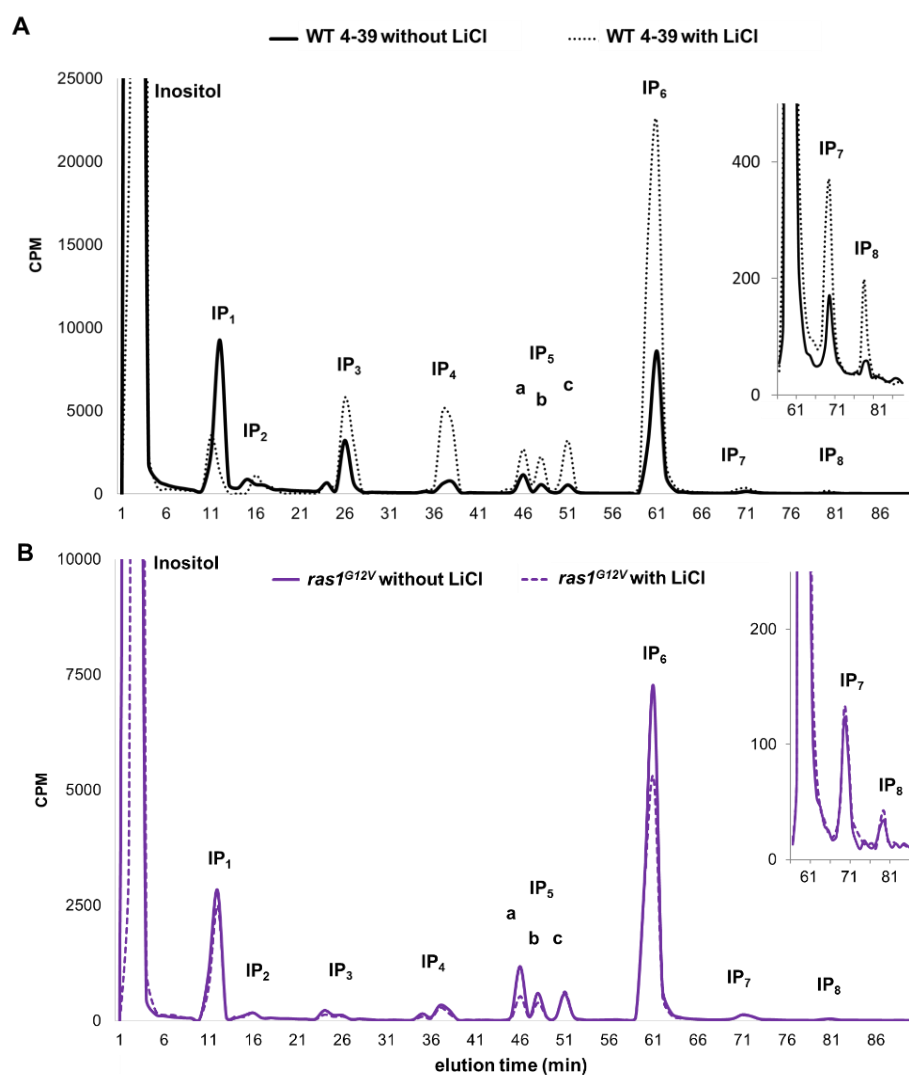 A
WT 4-39 without LiCl   WT 4-39 with LiCl
25000
20000
15000
10000
5000
0
CPM
Inositol
IP1
IP2
IP3
IP4
IP5
a
b
c
IP6
IP7
IP8
1 6 11 16 21 26 31 36 41 46 51 56 61 66 71 76 81 86
400
200
0
IP7
IP8
61 71 81
B
ras1G12V without LiCl   ras1G12V with LiCl
10000
7500
5000
2500
0
CPM
Inositol
IP1
IP2
IP3
IP4
IP5
a
b
c
IP6
IP7
IP8
1 6 11 16 21 26 31 36 41 46 51 56 61 66 71 76 81 86
elution time (min)
200
100
0
IP7
IP8
61 71 81